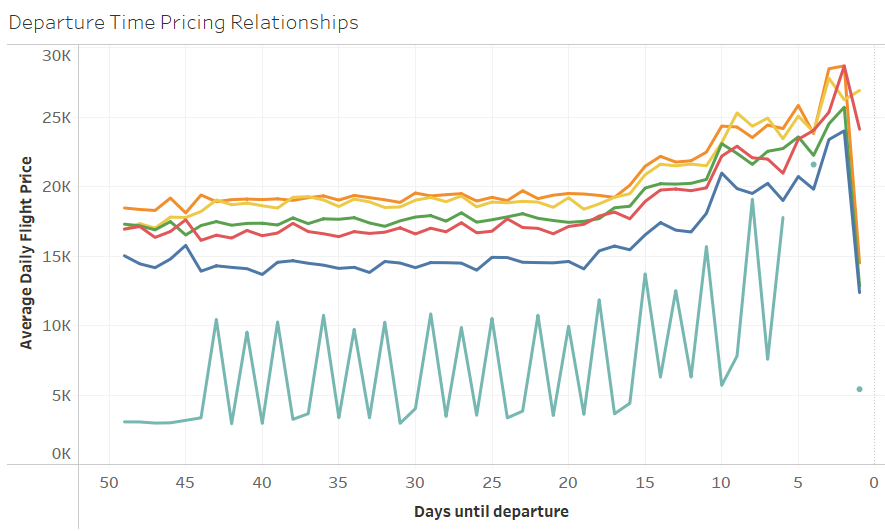 Departure Time Pricing Relationships
30K
25K
20K
15K
10K
5K
0K
Average Daily Flight Price
50 45 40 35 30 25 20 15 10 5 0
Days until departure